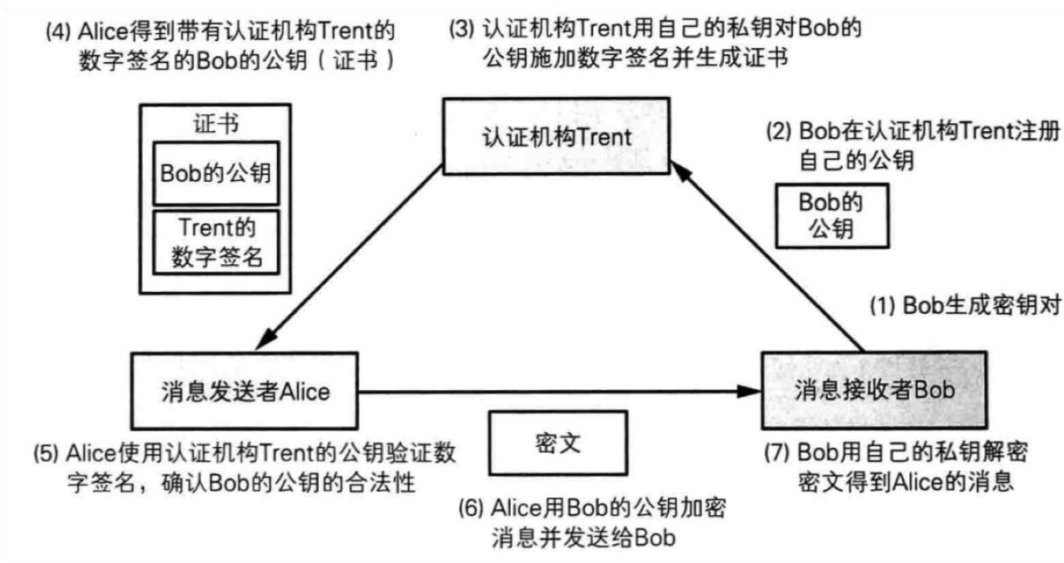 (4) Alice得到带有认证机构Trent的
数字签名的Bob的公钥（证书）
(3) 认证机构Trent用自己的私钥对Bob的
公钥施加数字签名并生成证书
证书
Bob的公钥
Trent的
数字签名
认证机构Trent
(2) Bob在认证机构Trent注册
自己的公钥
Bob的
公钥
(1) Bob生成密钥对
消息发送者Alice
消息接收者Bob
(5) Alice使用认证机构Trent的公钥验证数
字签名，确认Bob的公钥的合法性
密文
(6) Alice用Bob的公钥加密
消息并发送给Bob
(7) Bob用自己的私钥解密
密文得到Alice的消息